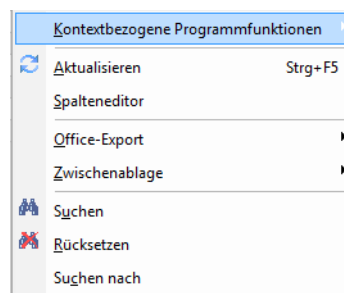 Kontextbezogene Programmfunktionen
Aktualisieren Strg+F5
Spalteneditor
Office-Export
Zwischenablage
Suchen
Rücksetzen
Suchen nach